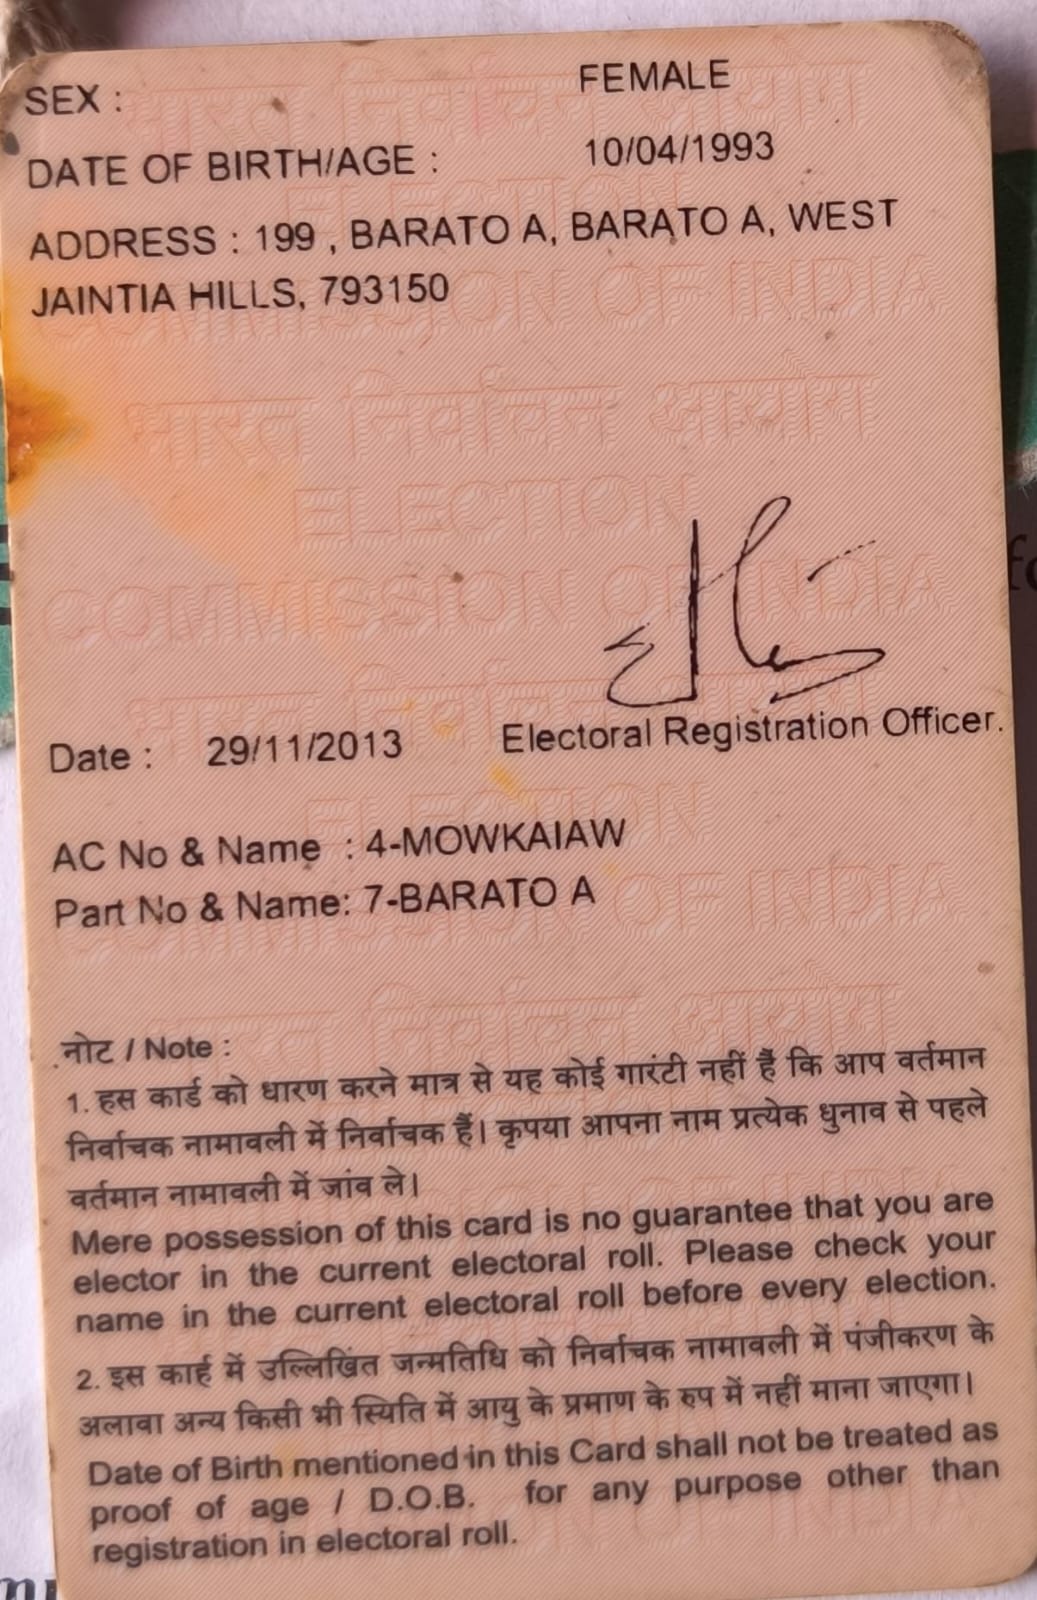 SEX : FEMALE
DATE OF BIRTH/AGE : 10/04/1993
ADDRESS : 199 , BARATO A, BARATO A, WEST
JAINTIA HILLS, 793150
Date : 29/11/2013 Electoral Registration Officer.
AC No & Name : 4-MOWKAIAW
Part No & Name: 7-BARATO A
नोट / Note :
1. हस कार्ड को धारण करने मात्र से यह कोई गारंटी नहीं है कि आप वर्तमान
निर्वाचक नामावली में निर्वाचक हैं। कृपया आपना नाम प्रत्येक धुनाव से पहले
वर्तमान नामावली में जांव ले।
Mere possession of this card is no guarantee that you are
elector in the current electoral roll. Please check your
name in the current electoral roll before every election.
2. इस कार्ह में उल्लिखित जन्मतिधि को निर्वाचक नामावली में पंजीकरण के
अलावा अन्य किसी भी स्थिति में आयु के प्रमाण के रुप में नहीं माना जाएगा।
Date of Birth mentioned in this Card shall not be treated as
proof of age / D.O.B. for any purpose other than
registration in electoral roll.